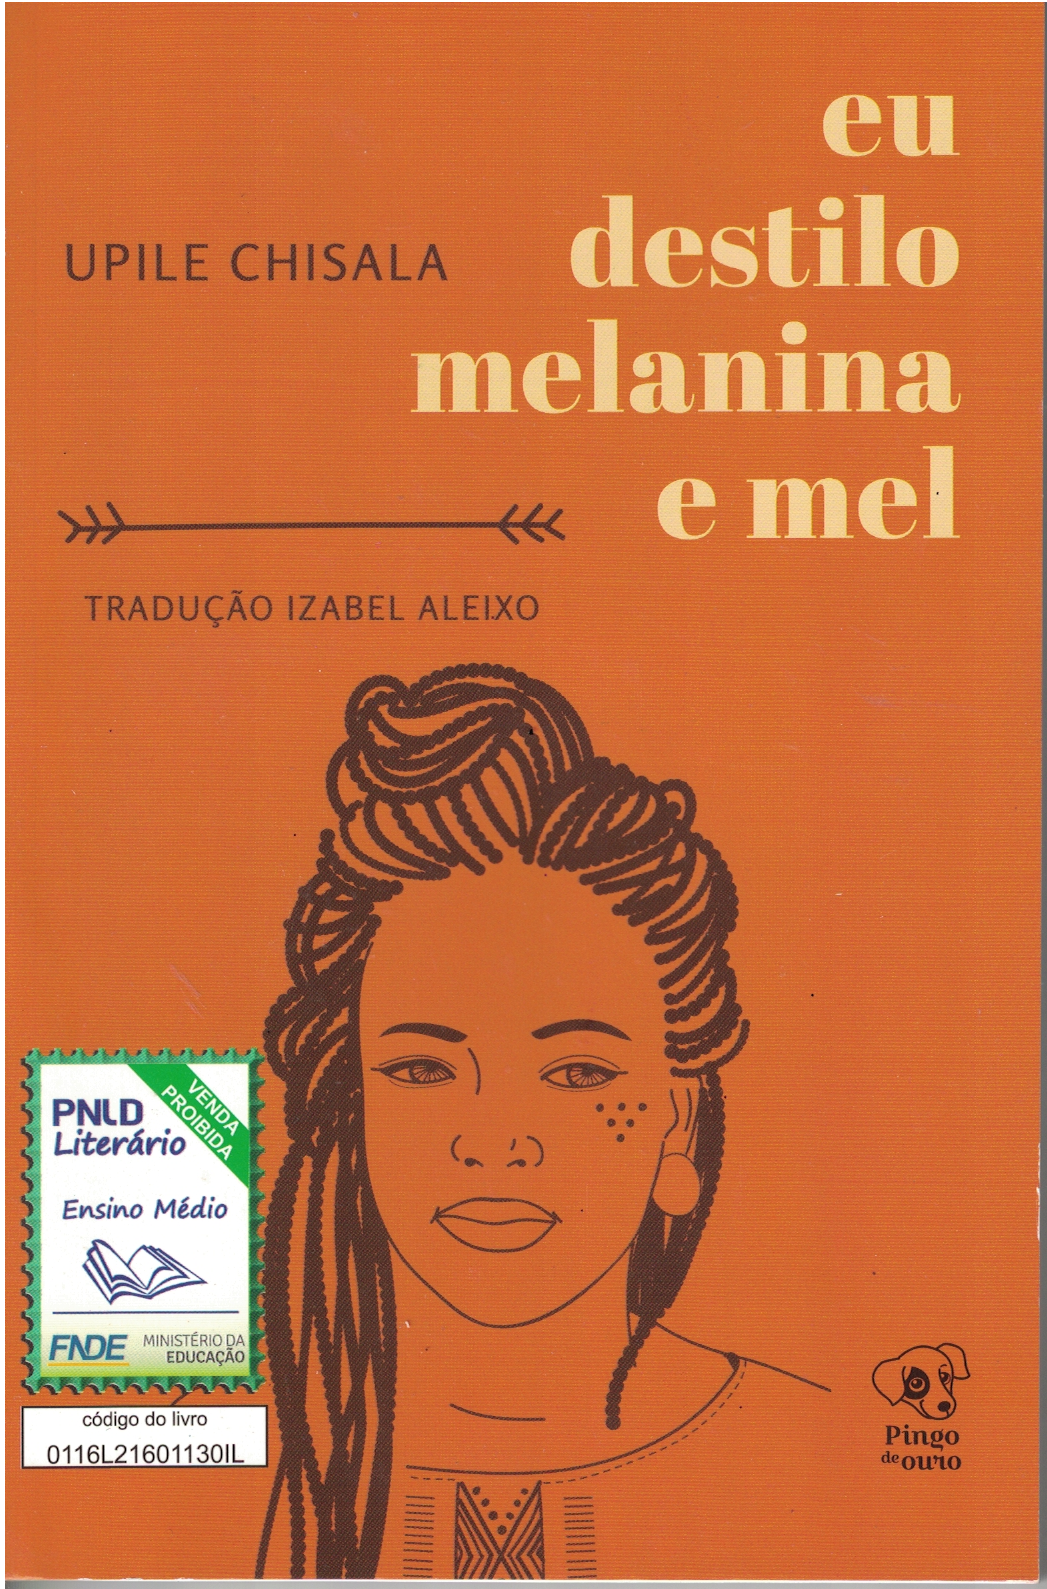 eu
destilo
melanina
e mel
UPILE CHISALA
TRADUÇÃO IZABEL ALEIXO
VENDA
PROIBIDA
PNLD
Literário
Ensino Médio
FNDE
MINISTÉRIO DA
EDUCAÇÃO
código do livro
0116L21601130IL
Pingo
de ouro